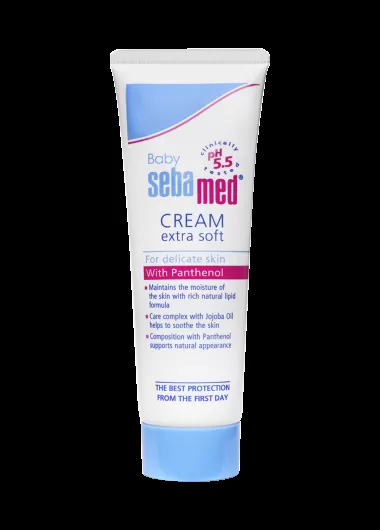 Baby
clinically
pH
5.5
tested
sebamed®
CREAM
extra soft
For delicate skin
With Panthenol
• Maintains the moisture of
the skin with rich natural lipid
formula
• Care complex with Jojoba Oil
helps to soothe the skin
• Composition with Panthenol
supports natural appearance
THE BEST PROTECTION
FROM THE FIRST DAY